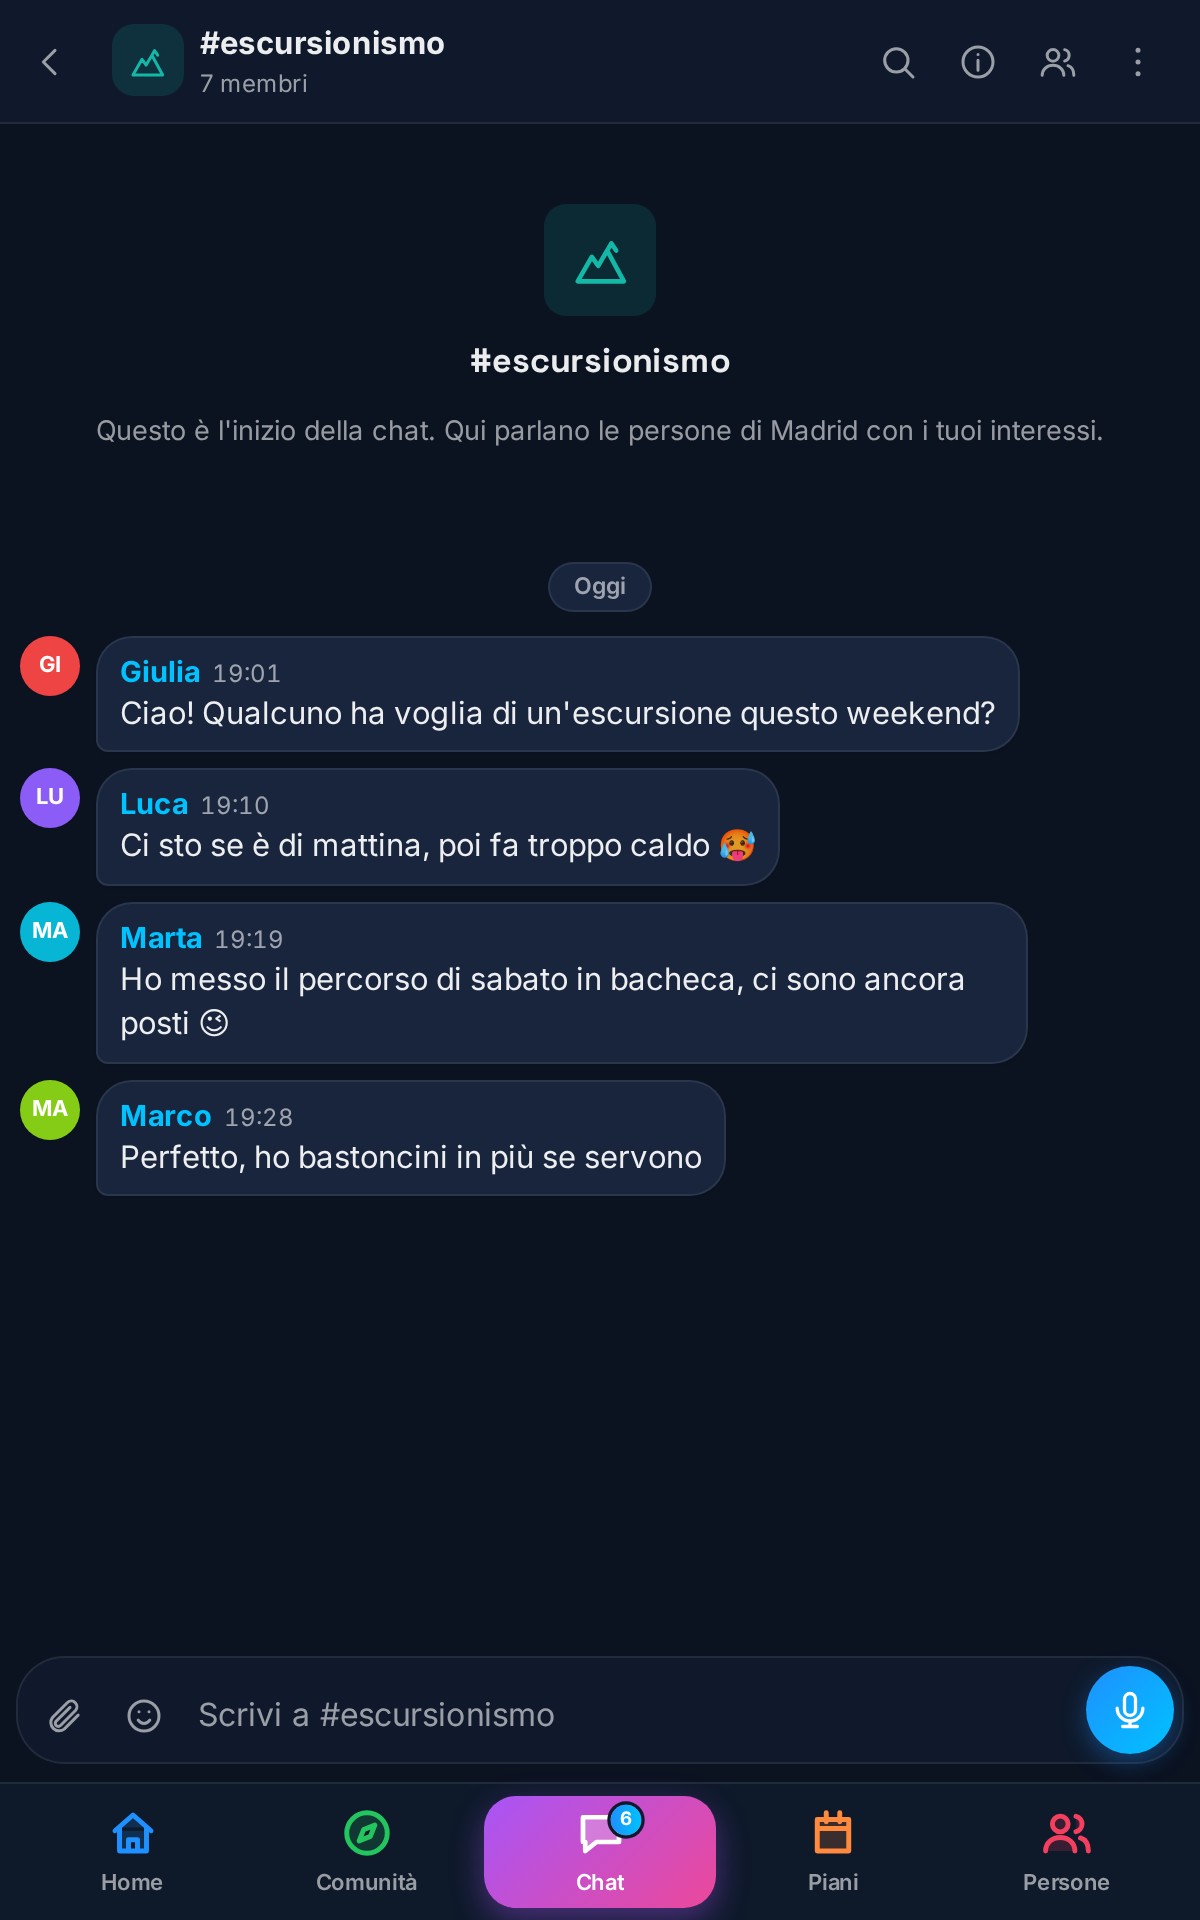 #escursionismo
7 membri
#escursionismo
Questo è l'inizio della chat. Qui parlano le persone di Madrid con i tuoi interessi.
Oggi
GI
Giulia 19:01
Ciao! Qualcuno ha voglia di un'escursione questo weekend?
LU
Luca 19:10
Ci sto se è di mattina, poi fa troppo caldo 🥵
MA
Marta 19:19
Ho messo il percorso di sabato in bacheca, ci sono ancora
posti 😉
MA
Marco 19:28
Perfetto, ho bastoncini in più se servono
Scrivi a #escursionismo
6
Home
Comunità
Chat
Piani
Persone